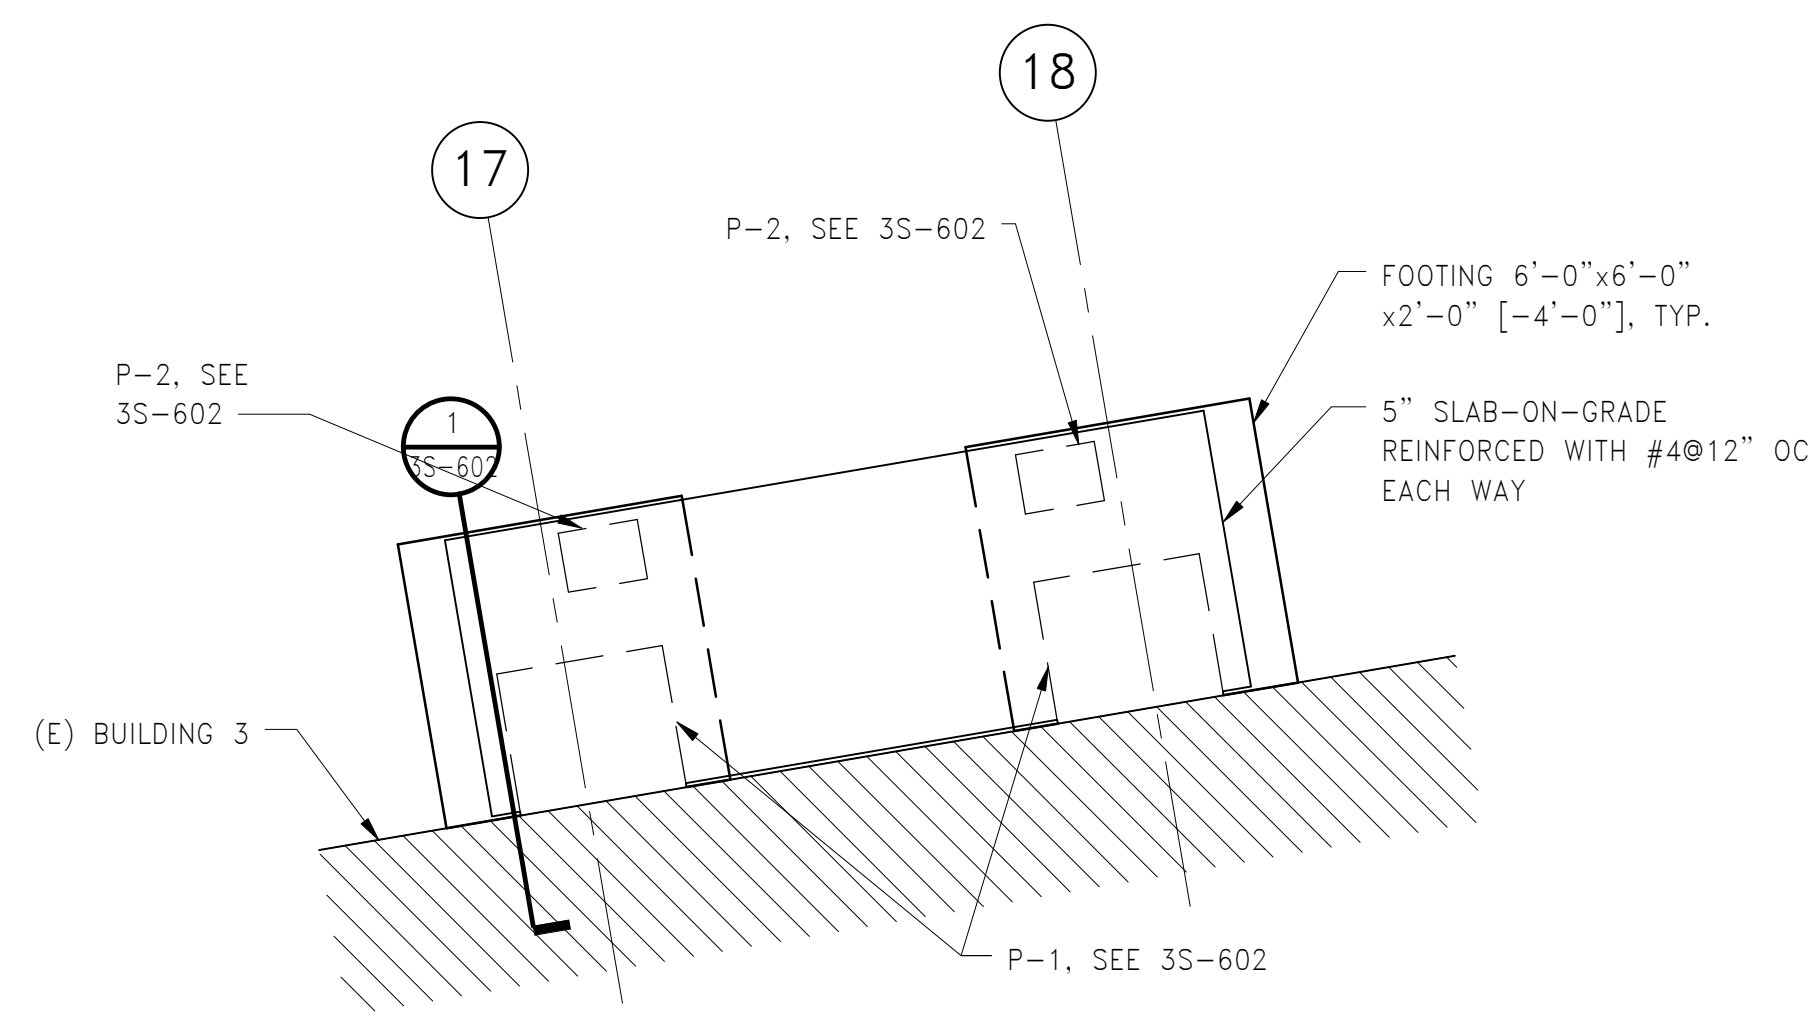 18
17
P-2, SEE 3S-602
FOOTING 6'-0"x6'-0"
x2'-0" [-4'-0"], TYP.
P-2, SEE
3S-602
1
3S-602
5" SLAB-ON-GRADE
REINFORCED WITH #4@12" OC
EACH WAY
(E) BUILDING 3
P-1, SEE 3S-602